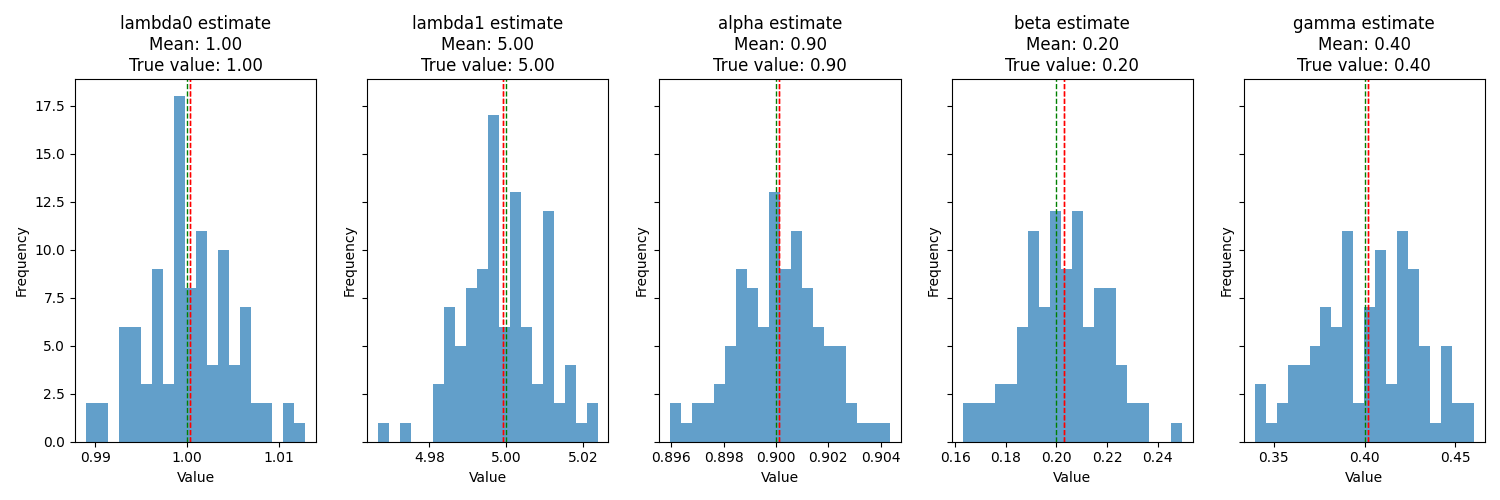 lambda0 estimate
Mean: 1.00
True value: 1.00
lambda1 estimate
Mean: 5.00
True value: 5.00
alpha estimate
Mean: 0.90
True value: 0.90
beta estimate
Mean: 0.20
True value: 0.20
gamma estimate
Mean: 0.40
True value: 0.40
17.5
15.0
12.5
10.0
7.5
5.0
2.5
0.0
Frequency
0.99 1.00 1.01
Value
Frequency
4.98 5.00 5.02
Value
Frequency
0.896 0.898 0.900 0.902 0.904
Value
Frequency
0.16 0.18 0.20 0.22 0.24
Value
Frequency
0.35 0.40 0.45
Value